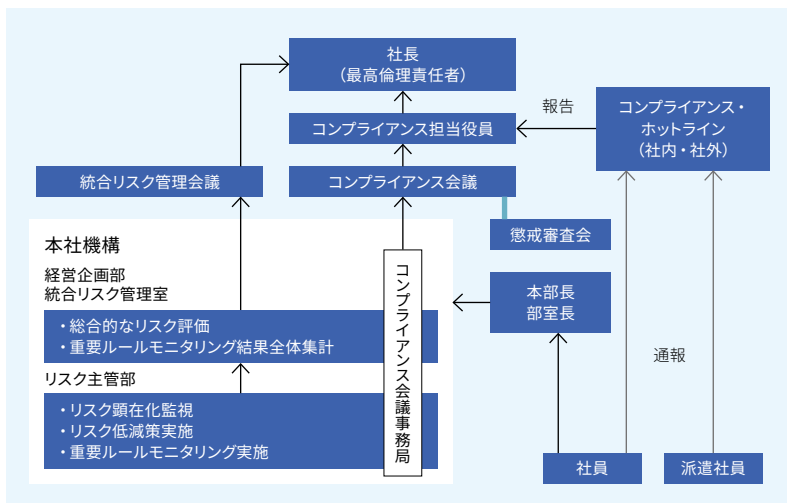 社長
（最高倫理責任者）
コンプライアンス担当役員
報告
コンプライアンス・
ホットライン
（社内・社外）
統合リスク管理会議
コンプライアンス会議
懲戒審査会
本社機構
経営企画部
統合リスク管理室
・総合的なリスク評価
・重要ルールモニタリング結果全体集計
リスク主管部
・リスク顕在化監視
・リスク低減策実施
・重要ルールモニタリング実施
コンプライアンス会議事務局
本部長
部室長
通報
社員
派遣社員